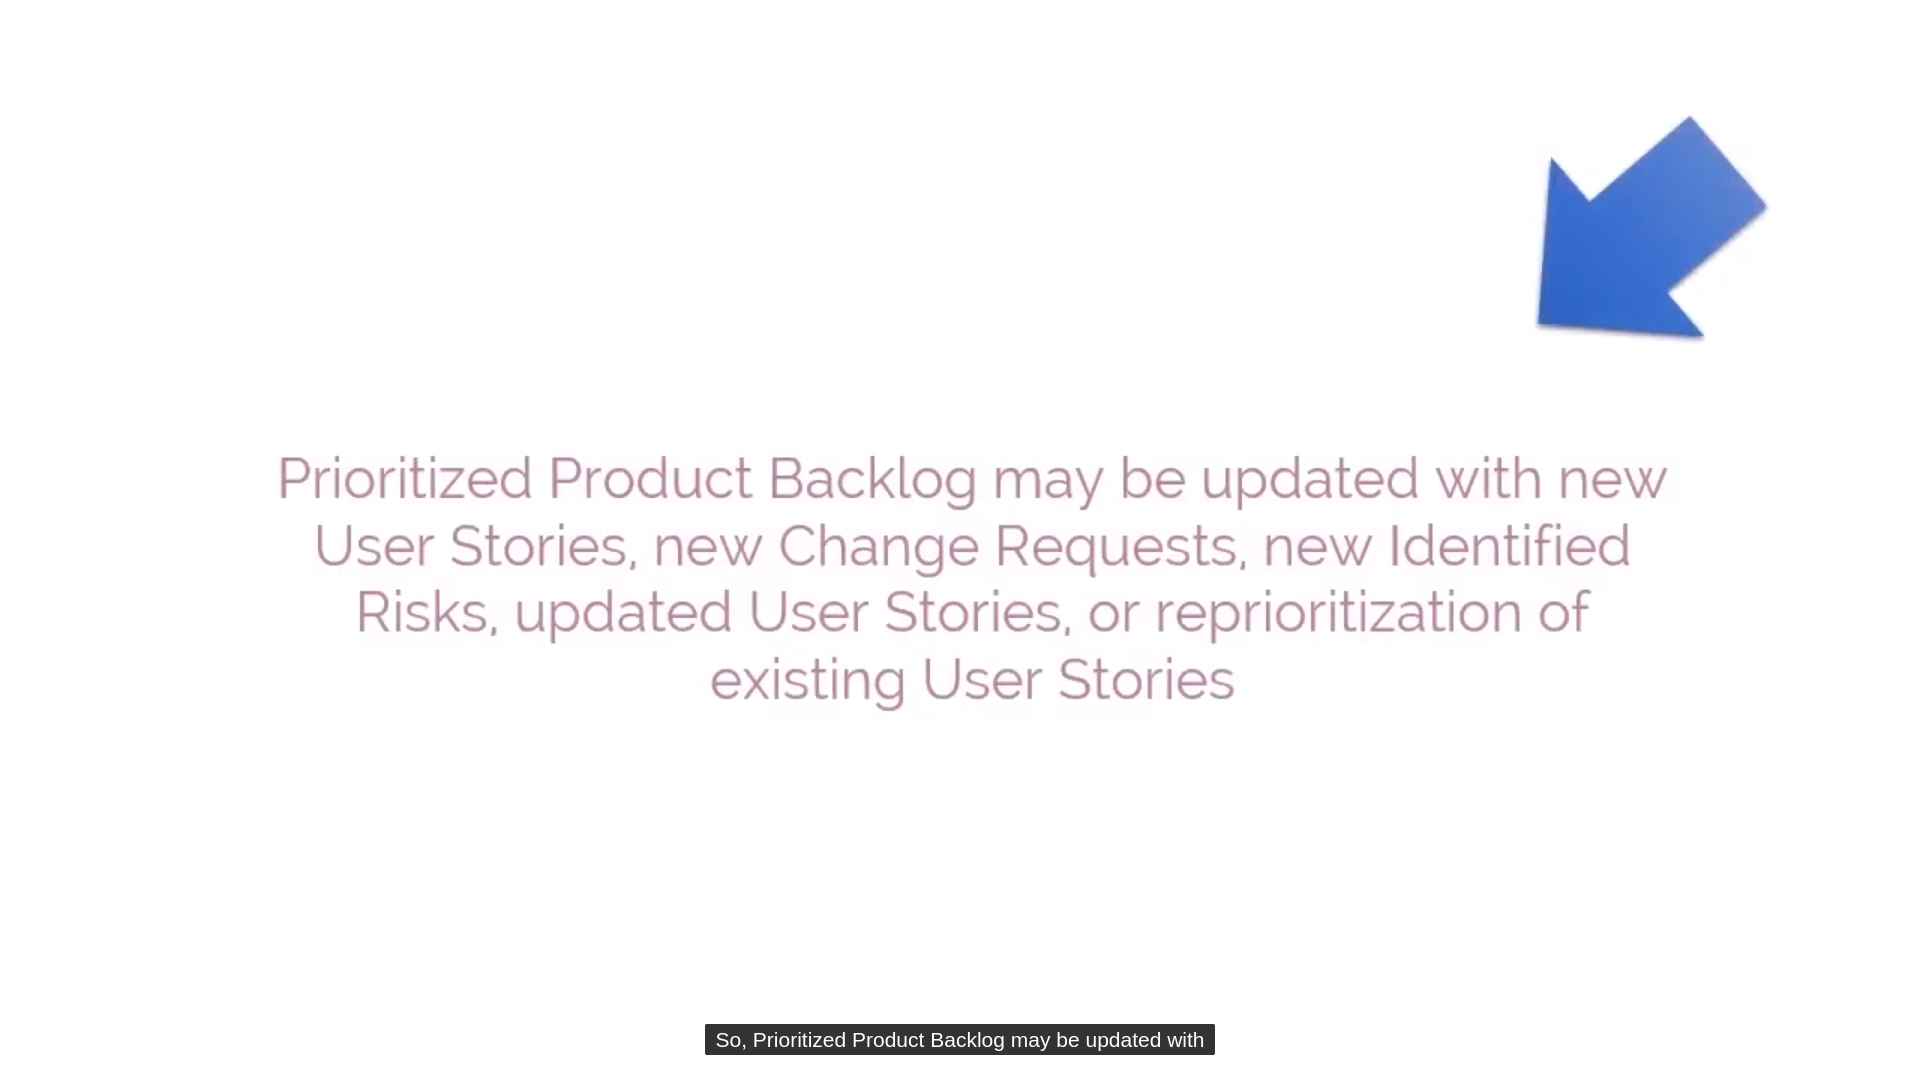 Prioritized Product Backlog may be updated with new
User Stories, new Change Requests, new Identified
Risks, updated User Stories, or reprioritization of
existing User Stories
So, Prioritized Product Backlog may be updated with